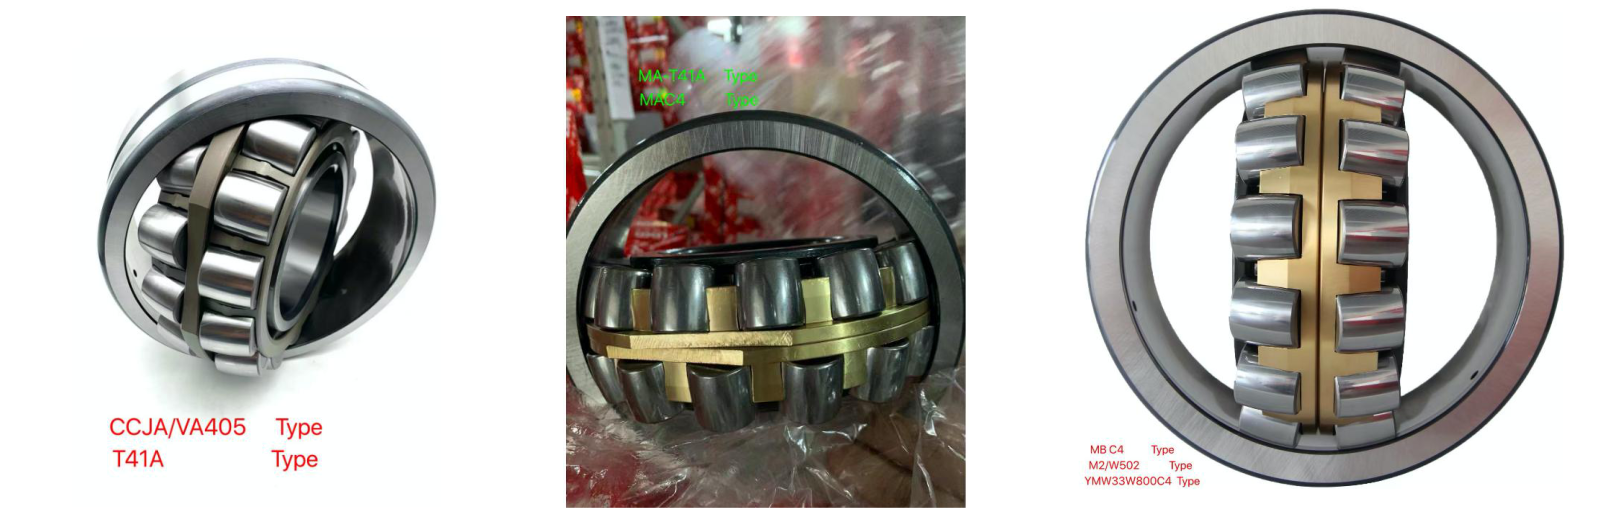 CCJA/VA405 Type
T41A Type
MA-T41A Type
MAC4 Type
MB C4 Type
M2/W502 Type
YMW33W800C4 Type